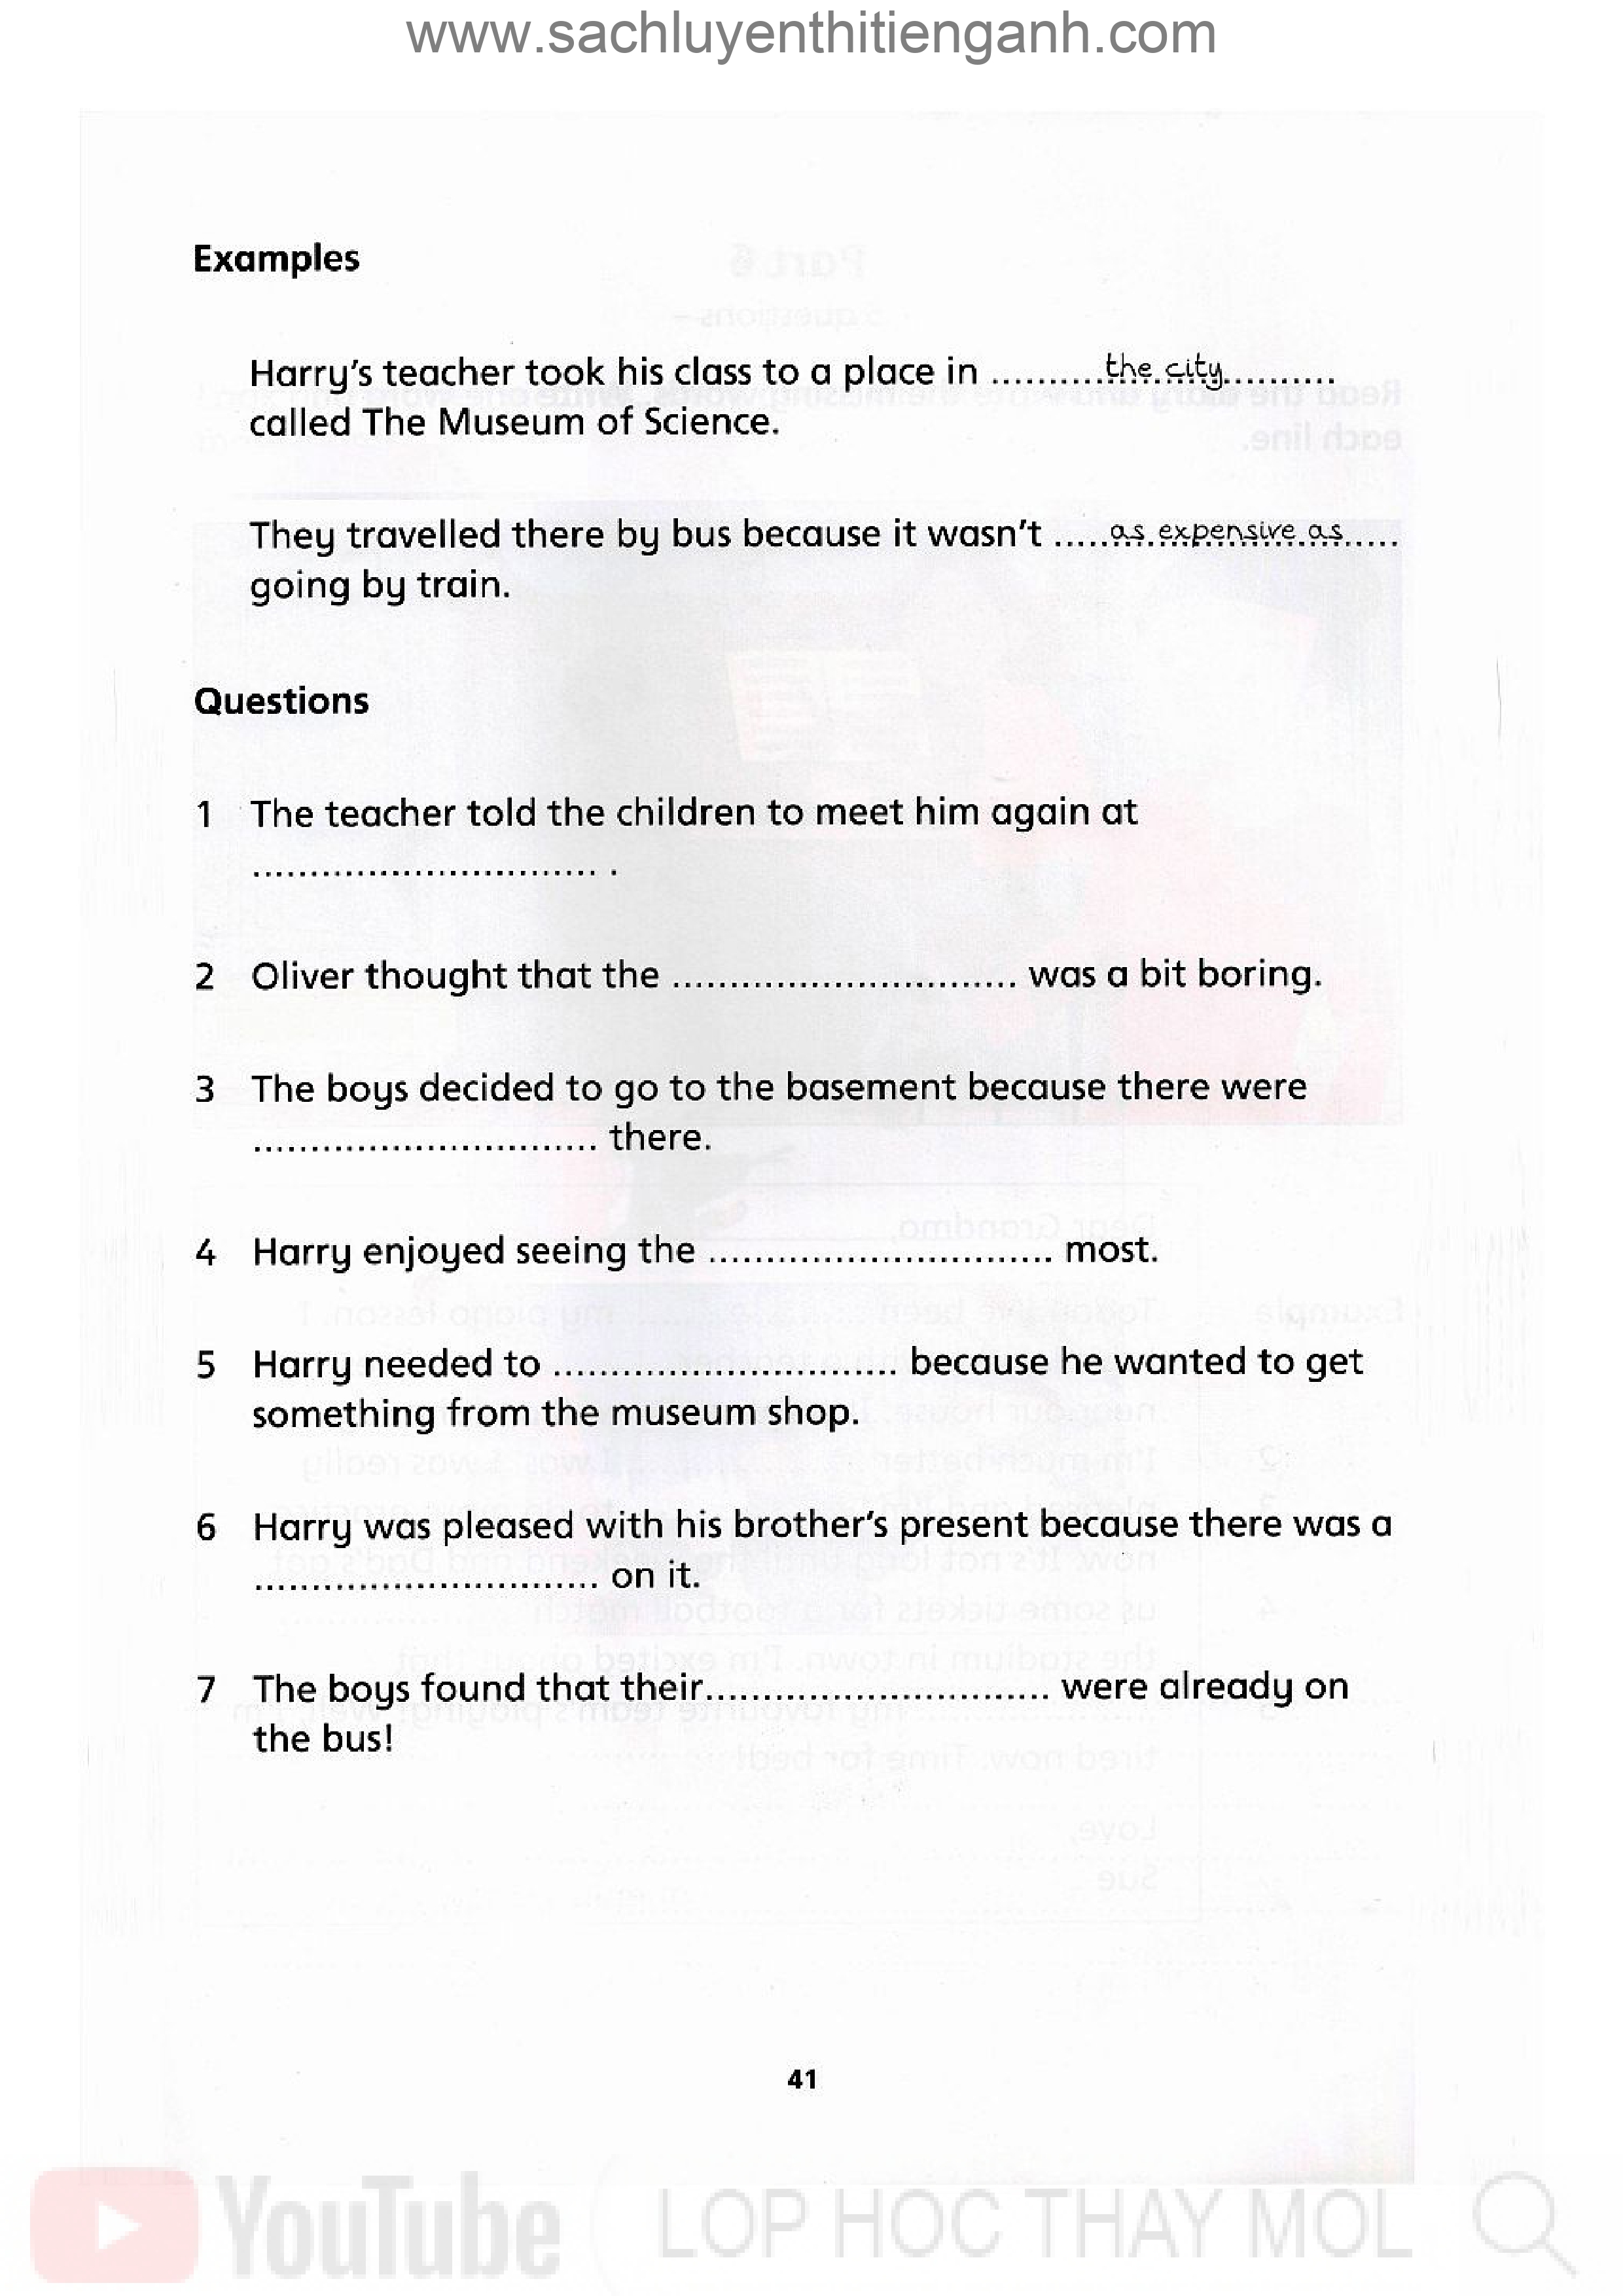 www.sachluyenthitienganh.com
Examples
Harry's teacher took his class to a place in ..........the city..........
called The Museum of Science.
They travelled there by bus because it wasn't .....as expensive as.....
going by train.
Questions
1 The teacher told the children to meet him again at
.............................. .
2 Oliver thought that the .............................. was a bit boring.
3 The boys decided to go to the basement because there were
.............................. there.
4 Harry enjoyed seeing the .............................. most.
5 Harry needed to .............................. because he wanted to get
something from the museum shop.
6 Harry was pleased with his brother's present because there was a
.............................. on it.
7 The boys found that their.............................. were already on
the bus!
41
YouTube LOP HOC THAY MOL